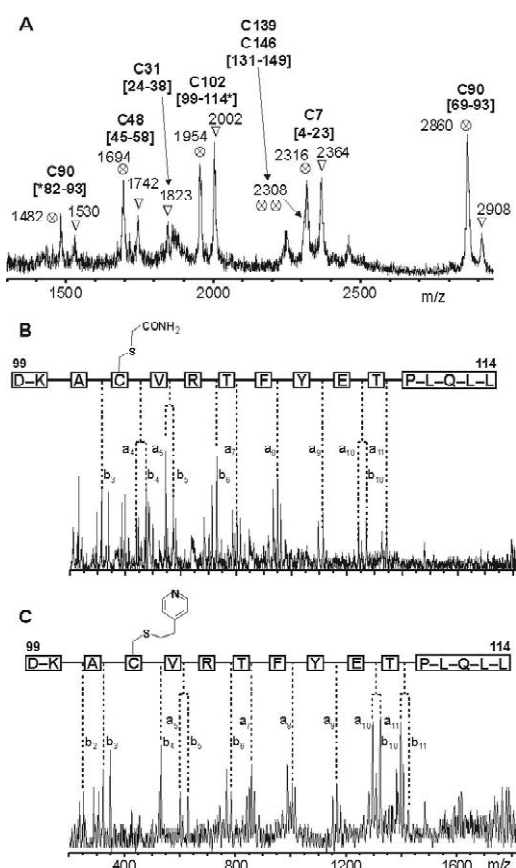 A
C139
C146
[131-149]
C31
[24-38]
C102
[99-114*]
C90
[69-93]
C48
[45-58]
C7
[4-23]
C90
[*82-93]
2002
1954
2860
1694
2316
2364
1742
1823
2308
1482
1530
2908
1500
2000
2500
m/z
B
CONH2
S
99
114
D-K A C V R T F Y E T P-L-Q-L-L
b3
a4
b4
a5
b5
b6
a7
a8
a9
a10
b10
a11
C
N
S
99
114
D-K A C V R T F Y E T P-L-Q-L-L
b2
b3
b4
a5
b5
b6
a7
a8
a9
a10
b10
a11
b11
400
800
1200
1600
m/z